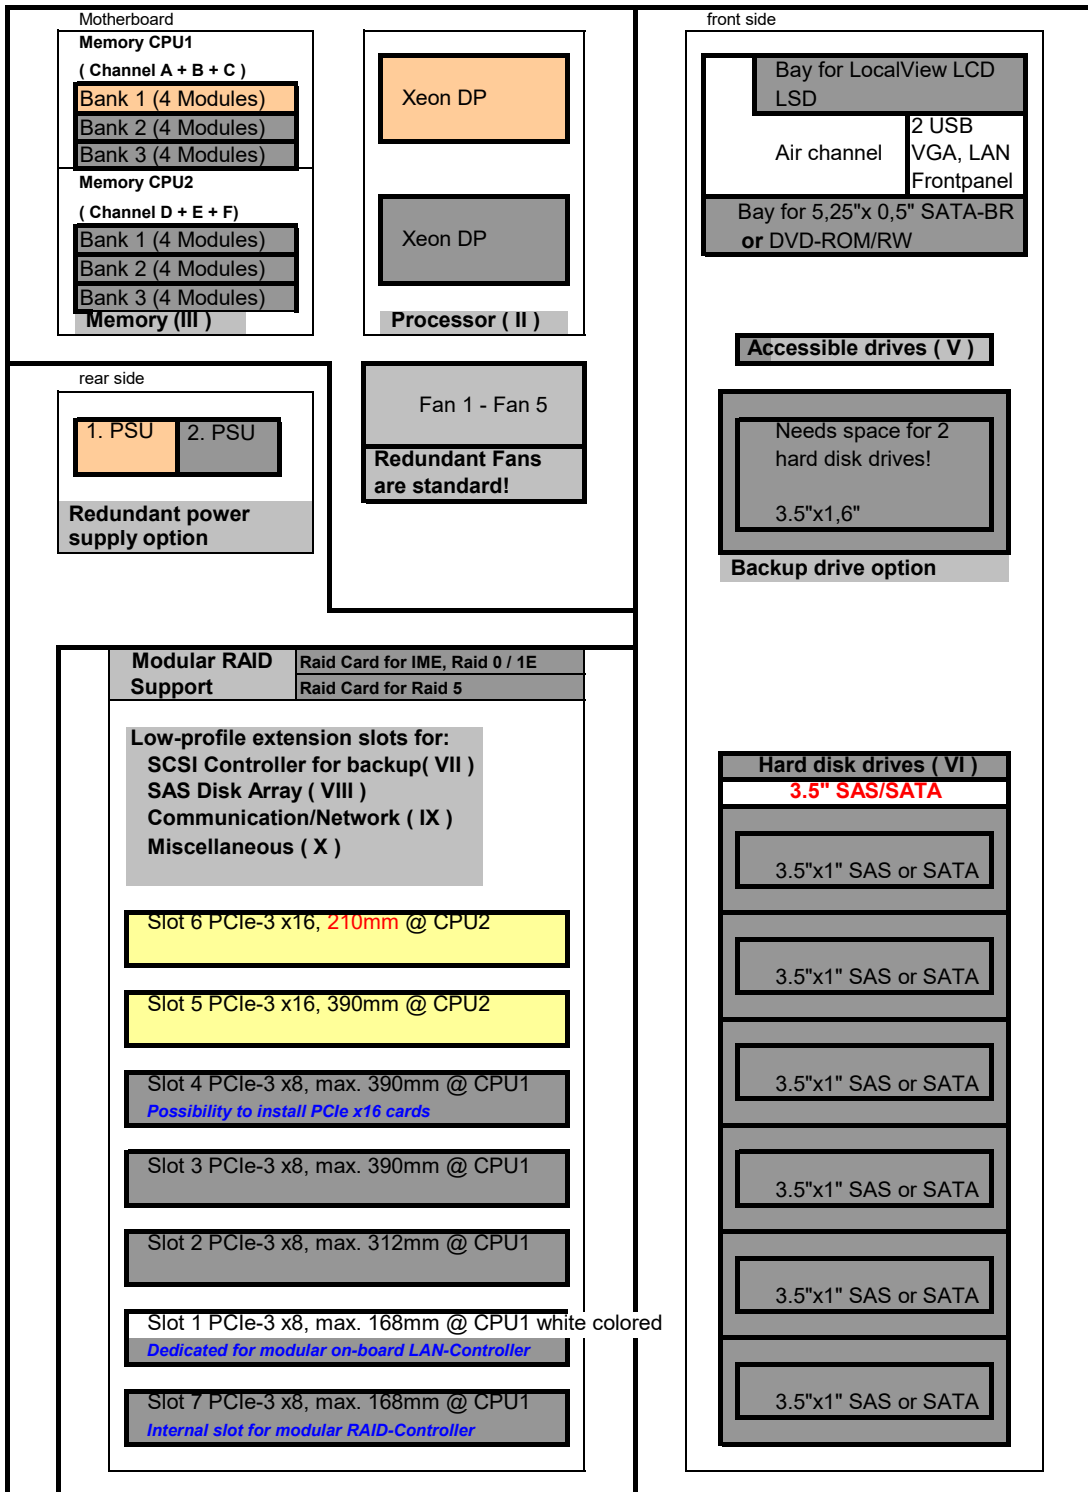 Motherboard
Memory CPU1
( Channel A + B + C )
Bank 1 (4 Modules)
Bank 2 (4 Modules)
Bank 3 (4 Modules)
Memory CPU2
( Channel D + E + F)
Bank 1 (4 Modules)
Bank 2 (4 Modules)
Bank 3 (4 Modules)
Memory (III )
Xeon DP
Xeon DP
Processor ( II )
rear side
1. PSU
2. PSU
Redundant power
supply option
Fan 1 - Fan 5
Redundant Fans
are standard!
Modular RAID
Support
Raid Card for IME, Raid 0 / 1E
Raid Card for Raid 5
Low-profile extension slots for:
SCSI Controller for backup( VII )
SAS Disk Array ( VIII )
Communication/Network ( IX )
Miscellaneous ( X )
Slot 6 PCIe-3 x16, 210mm @ CPU2
Slot 5 PCIe-3 x16, 390mm @ CPU2
Slot 4 PCIe-3 x8, max. 390mm @ CPU1
Possibility to install PCIe x16 cards
Slot 3 PCIe-3 x8, max. 390mm @ CPU1
Slot 2 PCIe-3 x8, max. 312mm @ CPU1
Slot 1 PCIe-3 x8, max. 168mm @ CPU1 white colored
Dedicated for modular on-board LAN-Controller
Slot 7 PCIe-3 x8, max. 168mm @ CPU1
Internal slot for modular RAID-Controller
front side
Bay for LocalView LCD
LSD
Air channel
2 USB
VGA, LAN
Frontpanel
Bay for 5,25"x 0,5" SATA-BR
or DVD-ROM/RW
Accessible drives ( V )
Needs space for 2
hard disk drives!
3.5"x1,6"
Backup drive option
Hard disk drives ( VI )
3.5" SAS/SATA
3.5"x1" SAS or SATA
3.5"x1" SAS or SATA
3.5"x1" SAS or SATA
3.5"x1" SAS or SATA
3.5"x1" SAS or SATA
3.5"x1" SAS or SATA